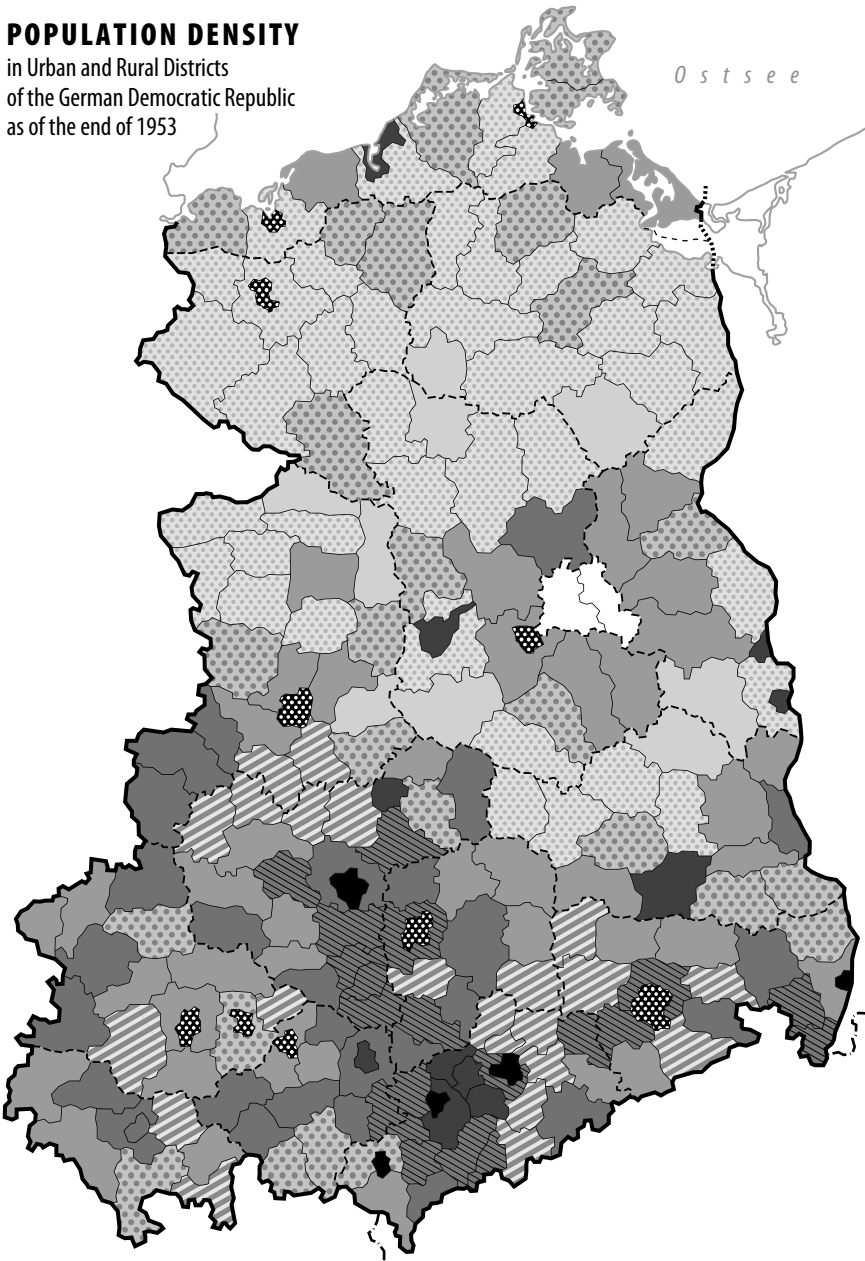 POPULATION DENSITY
in Urban and Rural Districts
of the German Democratic Republic
as of the end of 1953
Ostsee